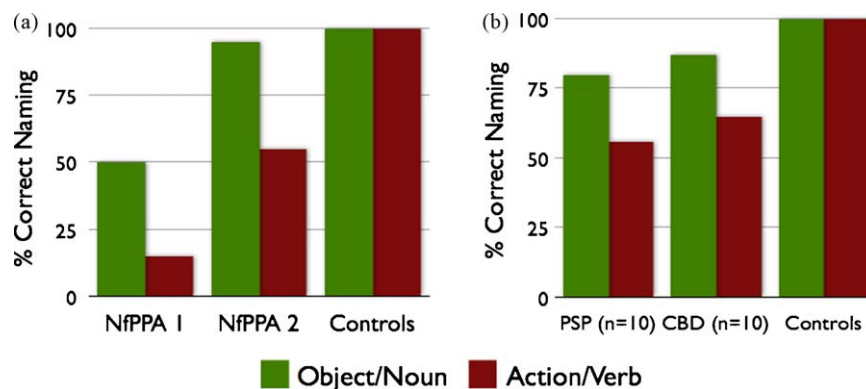 (a)
% Correct Naming
100
75
50
25
0
NfPPA 1 NfPPA 2 Controls
(b)
% Correct Naming
100
75
50
25
0
PSP (n=10) CBD (n=10) Controls
Object/Noun Action/Verb